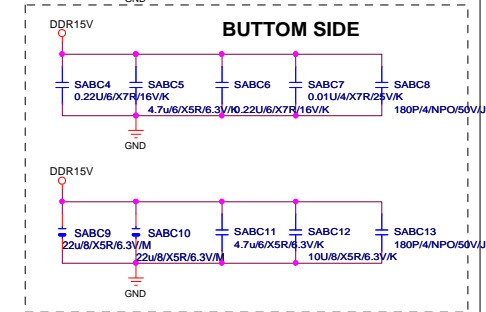 GND
BUTTOM SIDE
DDR15V
SABC4
0.22U/6/X7R/16V/K
SABC5
4.7u/6/X5R/6.3V/K
SABC6
0.22U/6/X7R/16V/K
SABC7
0.01U/4/X7R/25V/K
SABC8
180P/4/NPO/50V/J
GND
DDR15V
SABC9
22u/8/X5R/6.3V/M
SABC10
22u/8/X5R/6.3V/M
SABC11
4.7u/6/X5R/6.3V/K
SABC12
10U/8/X5R/6.3V/K
SABC13
180P/4/NPO/50V/J
GND